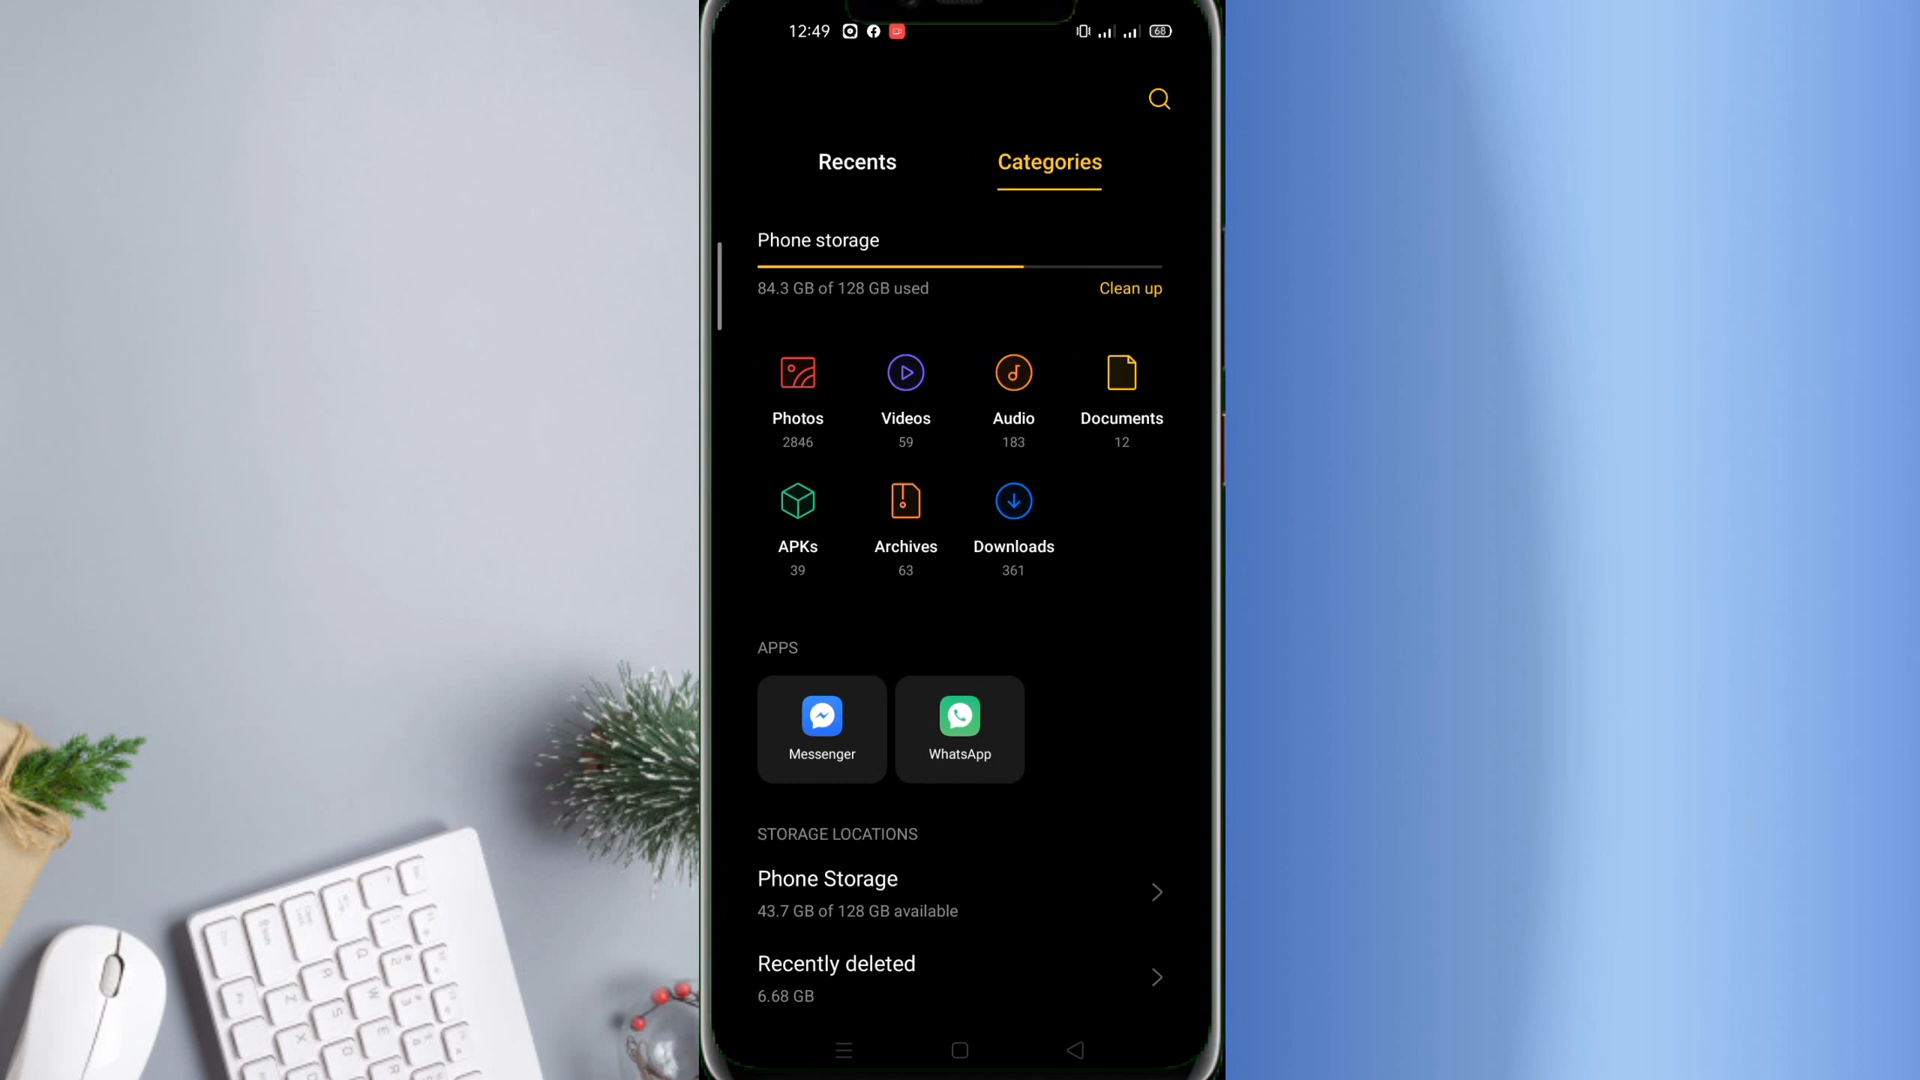 12:49
68
Recents
Categories
Phone storage
84.3 GB of 128 GB used
Clean up
Photos
Videos
Audio
Documents
2846
59
183
12
APKs
Archives
Downloads
39
63
361
APPS
Messenger
WhatsApp
STORAGE LOCATIONS
Phone Storage
43.7 GB of 128 GB available
Recently deleted
6.68 GB